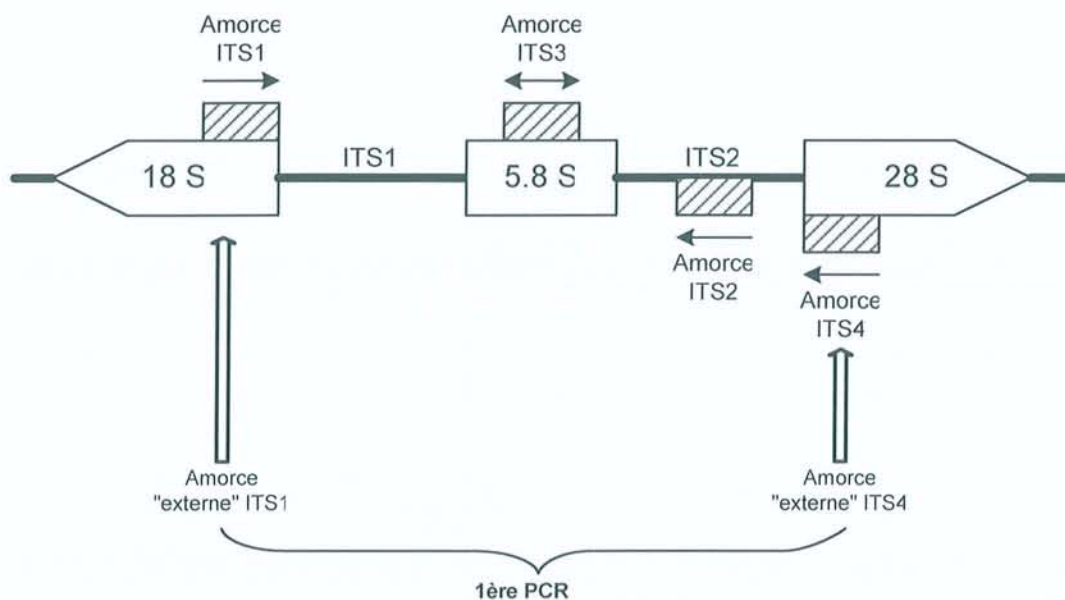 Amorce
ITS1
Amorce
ITS3
18 S
ITS1
5.8 S
ITS2
28 S
Amorce
ITS2
Amorce
ITS4
Amorce
"externe" ITS1
Amorce
"externe" ITS4
1ère PCR